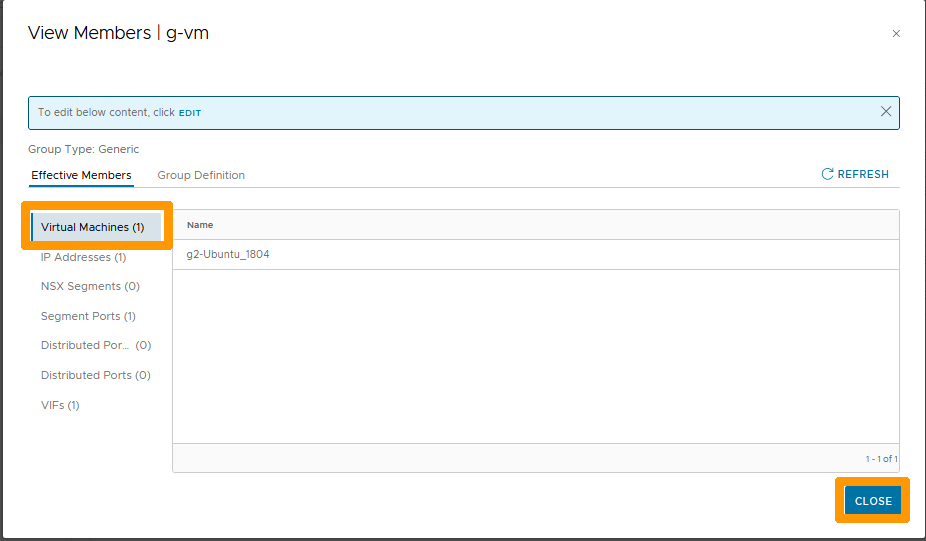 View Members | g-vm
To edit below content, click EDIT
Group Type: Generic
Effective Members
Group Definition
REFRESH
Virtual Machines (1)
IP Addresses (1)
NSX Segments (0)
Segment Ports (1)
Distributed Por... (0)
Distributed Ports (0)
VIFs (1)
Name
g2-Ubuntu_1804
1 - 1 of 1
CLOSE